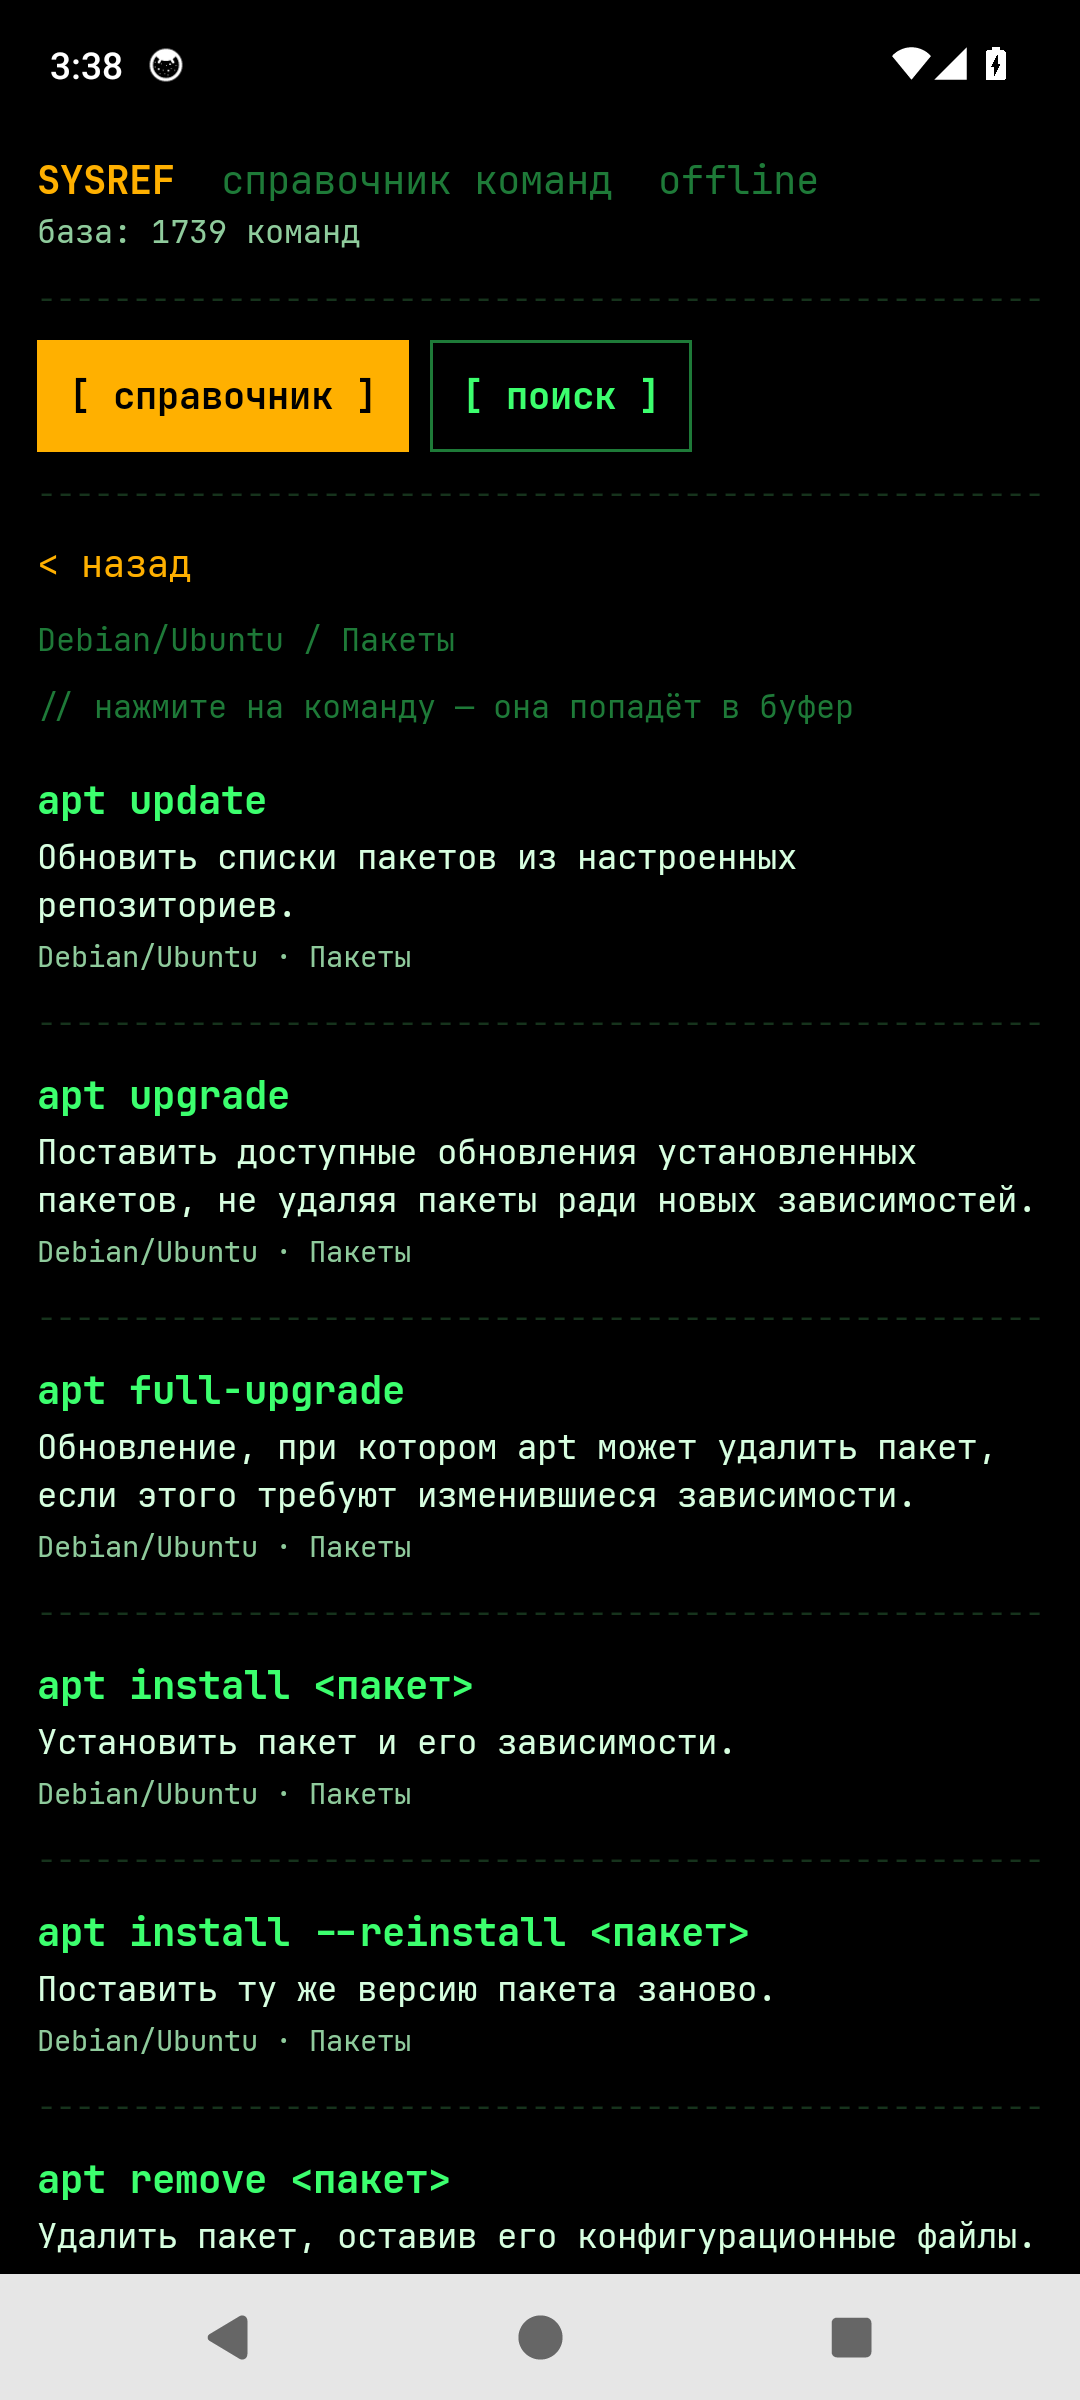 3:38
SYSREF справочник команд offline
база: 1739 команд
[ справочник ] [ поиск ]
< назад
Debian/Ubuntu / Пакеты
// нажмите на команду — она попадёт в буфер
apt update
Обновить списки пакетов из настроенных
репозиториев.
Debian/Ubuntu · Пакеты
apt upgrade
Поставить доступные обновления установленных
пакетов, не удаляя пакеты ради новых зависимостей.
Debian/Ubuntu · Пакеты
apt full-upgrade
Обновление, при котором apt может удалить пакет,
если этого требуют изменившиеся зависимости.
Debian/Ubuntu · Пакеты
apt install <пакет>
Установить пакет и его зависимости.
Debian/Ubuntu · Пакеты
apt install --reinstall <пакет>
Поставить ту же версию пакета заново.
Debian/Ubuntu · Пакеты
apt remove <пакет>
Удалить пакет, оставив его конфигурационные файлы.